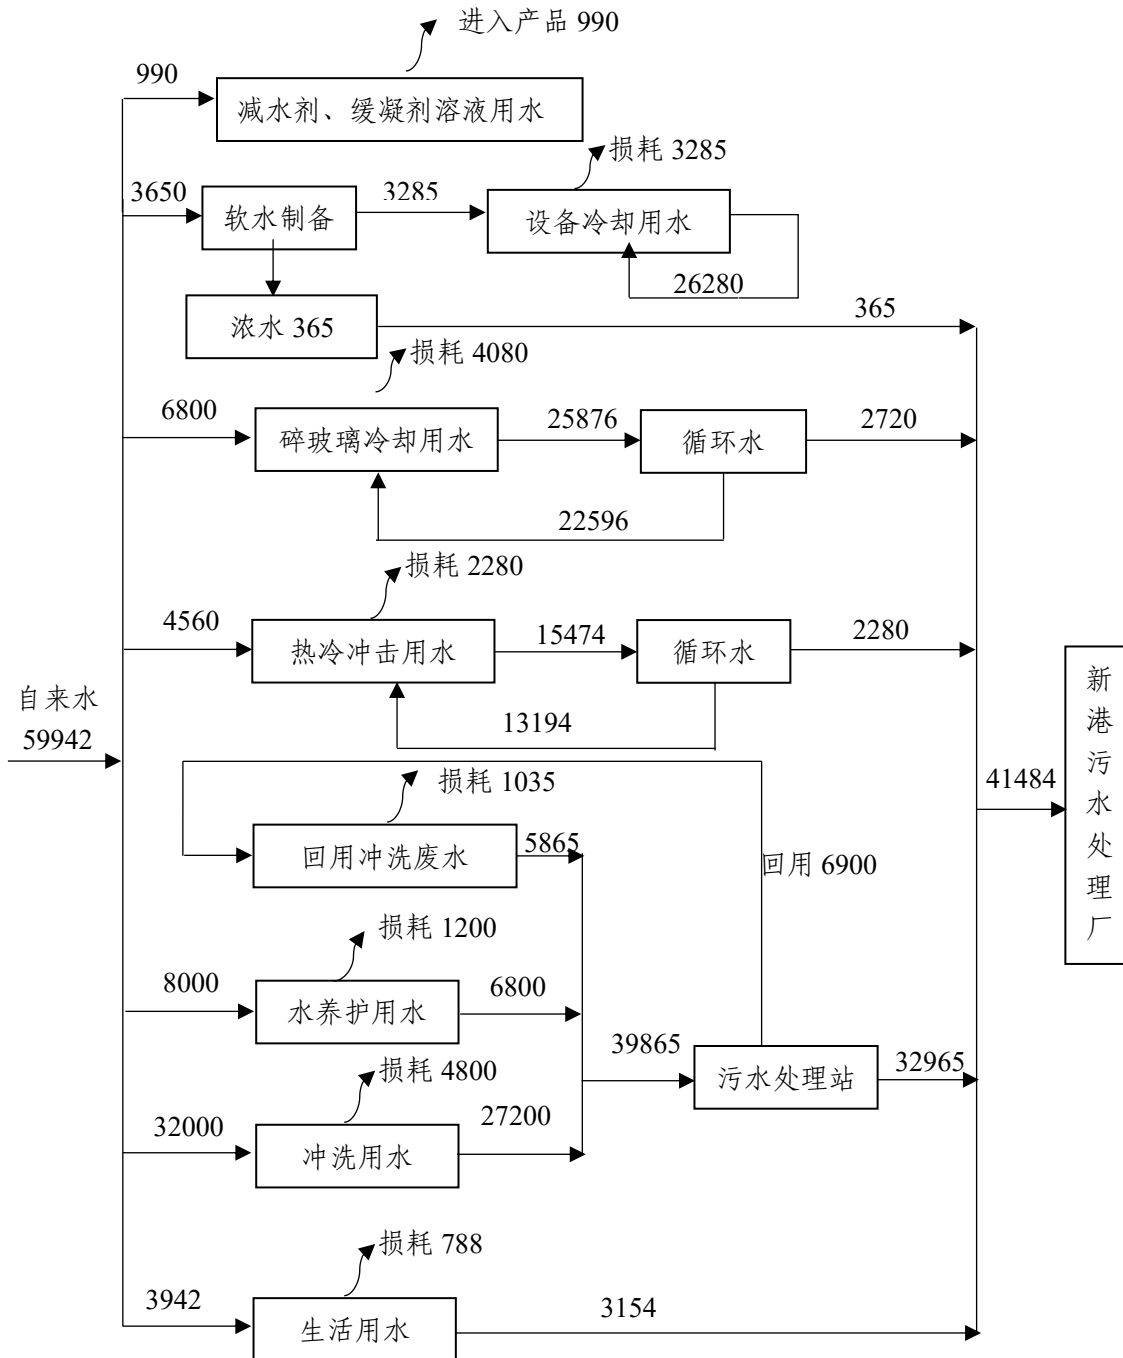 进入产品 990
990
减水剂、缓凝剂溶液用水
损耗 3285
3650
软水制备
3285
设备冷却用水
26280
浓水 365
365
损耗 4080
6800
碎玻璃冷却用水
25876
循环水
2720
22596
损耗 2280
4560
热冷冲击用水
15474
循环水
2280
13194
自来水
59942
新港污水处理厂
41484
损耗 1035
回用冲洗废水
5865
回用 6900
损耗 1200
8000
水养护用水
6800
39865
污水处理站
32965
损耗 4800
32000
冲洗用水
27200
损耗 788
3942
生活用水
3154